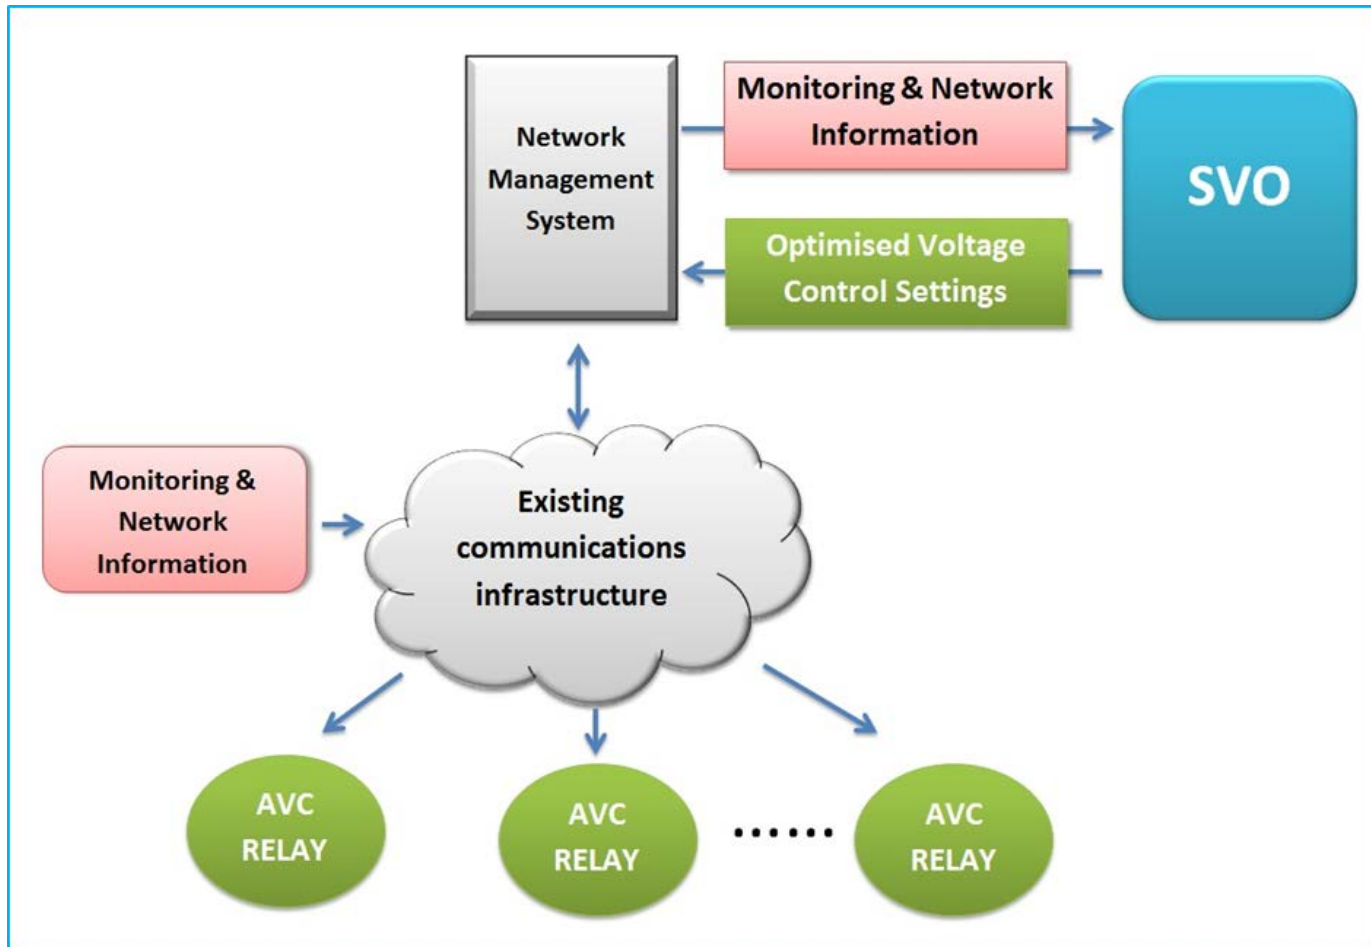 Network
Management
System
Monitoring & Network
Information
SVO
Optimised Voltage
Control Settings
Monitoring &
Network
Information
Existing
communications
infrastructure
AVC
RELAY
AVC
RELAY
......
AVC
RELAY